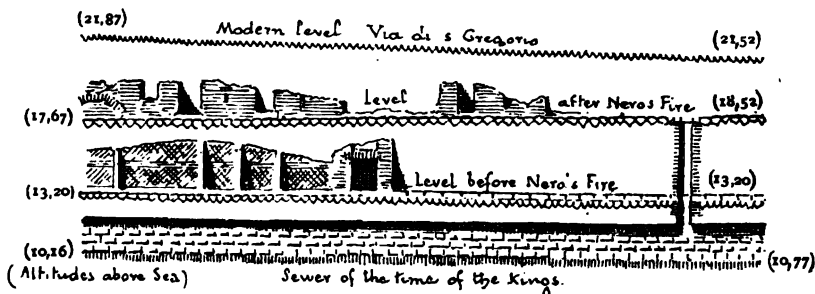 (21,87) Modern level Via di S Gregorio (21,52)
level after Nero's Fire (18,52)
(17,67)
Level before Nero's Fire (13,20)
(13,20)
(10,16) (10,77)
(Altitudes above Sea) Sewer of the time of the Kings.